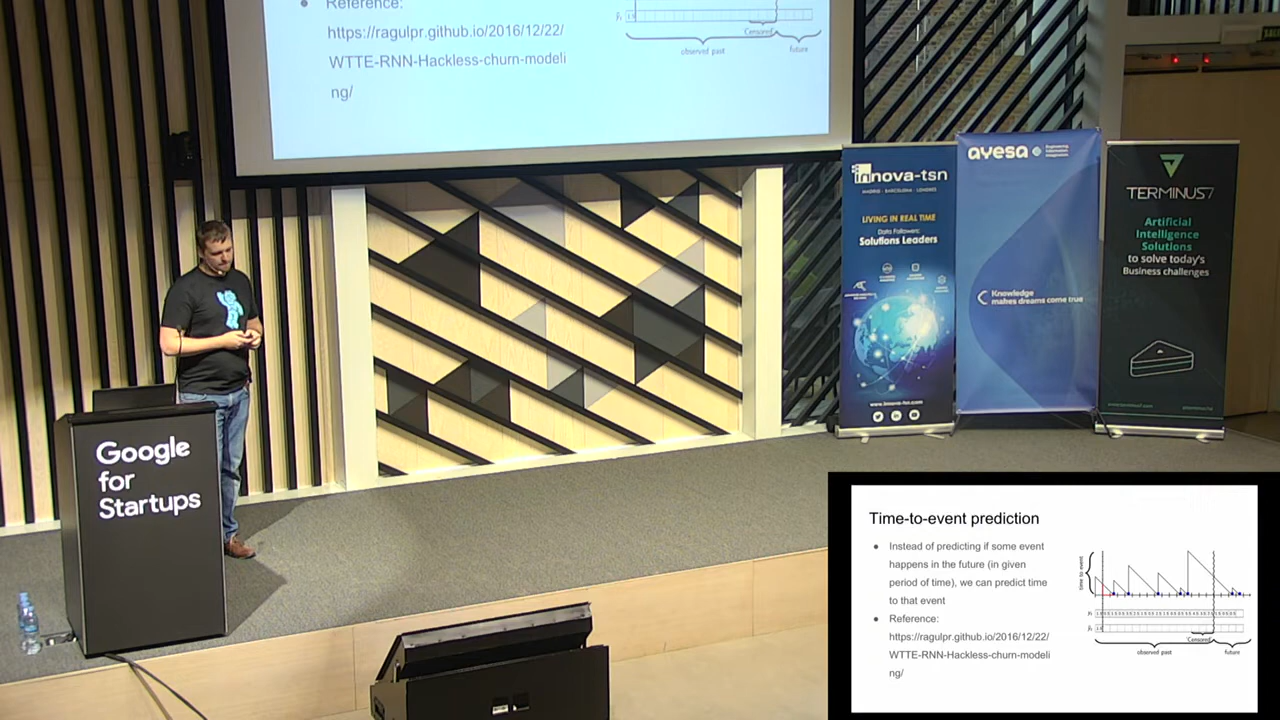 Reference:
https://ragulpr.github.io/2016/12/22/
WTTE-RNN-Hackless-churn-modeli
ng/
Censored
observed past
future
innova-tsn
MADRID · BARCELONA · LONDRES
LIVING IN REAL TIME
Data Followers:
Solutions Leaders
www.innova-tsn.com
ayesa
Knowledge
makes dreams come true
TERMINUS7
Artificial
Intelligence
Solutions
to solve today's
Business challenges
Google
for
Startups
Time-to-event prediction
Instead of predicting if some event
happens in the future (in given
period of time), we can predict time
to that event
Reference:
https://ragulpr.github.io/2016/12/22/
WTTE-RNN-Hackless-churn-modeli
ng/
time to event
'Censored'
observed past
future